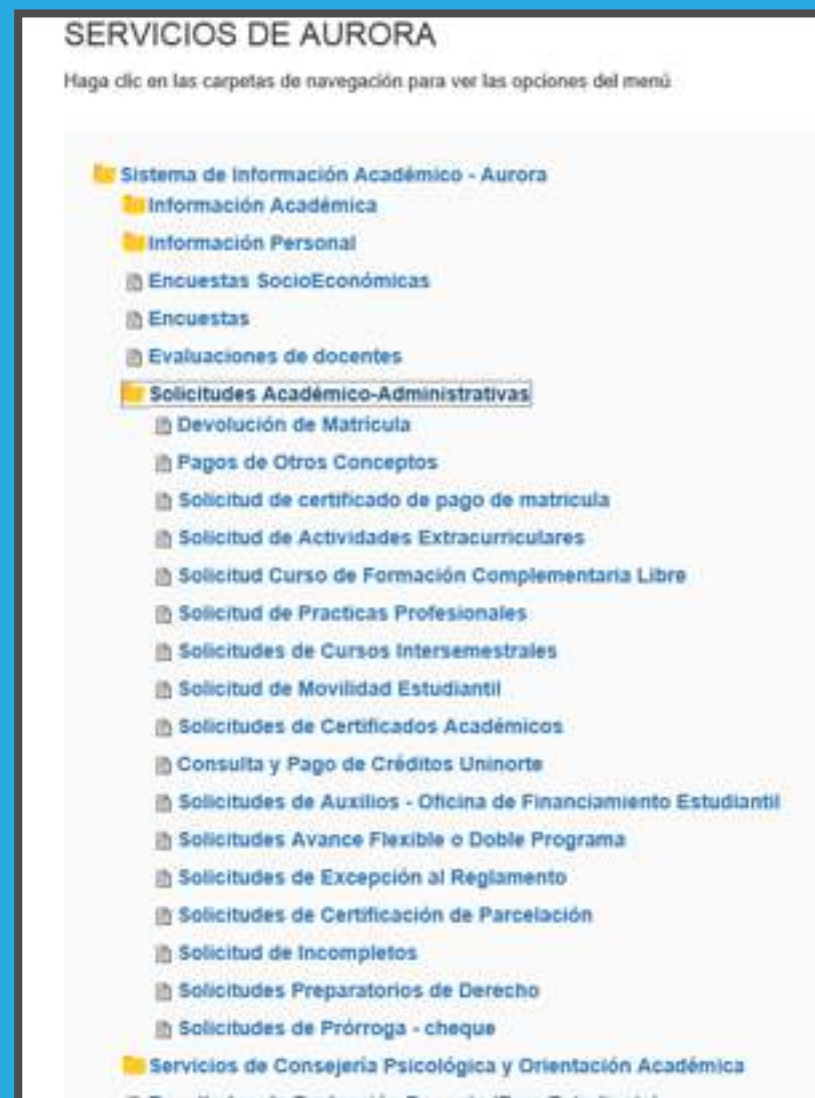 SERVICIOS DE AURORA
Haga clic en las carpetas de navegación para ver las opciones del menú
Sistema de Información Académico - Aurora
Información Académica
Información Personal
Encuestas SocioEconómicas
Encuestas
Evaluaciones de docentes
Solicitudes Académico-Administrativas
Devolución de Matricula
Pagos de Otros Conceptos
Solicitud de certificado de pago de matricula
Solicitud de Actividades Extracurriculares
Solicitud Curso de Formación Complementaria Libre
Solicitud de Practicas Profesionales
Solicitudes de Cursos Intersemestrales
Solicitud de Movilidad Estudiantil
Solicitudes de Certificados Académicos
Consulta y Pago de Créditos Uninorte
Solicitudes de Auxilios - Oficina de Financiamiento Estudiantil
Solicitudes Avance Flexible o Doble Programa
Solicitudes de Excepción al Reglamento
Solicitudes de Certificación de Parcelación
Solicitud de Incompletos
Solicitudes Preparatorios de Derecho
Solicitudes de Prórroga - cheque
Servicios de Consejería Psicológica y Orientación Académica